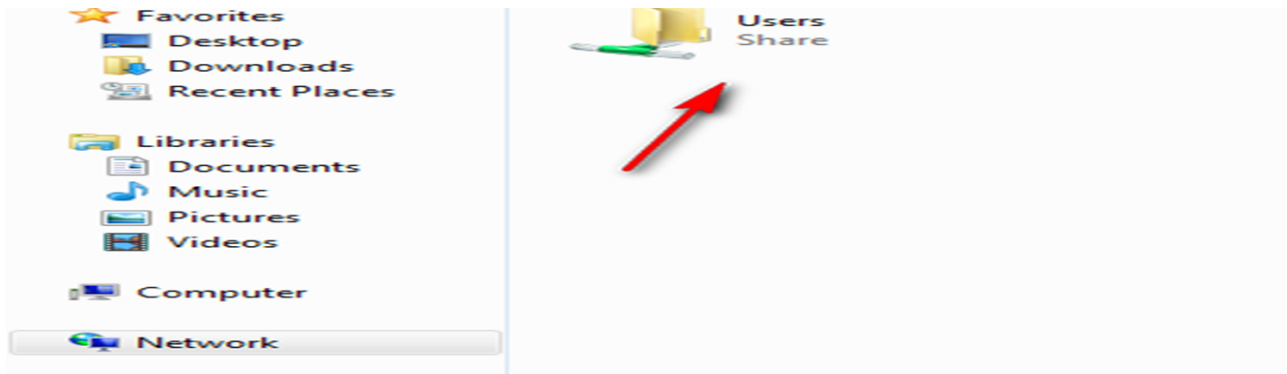 Favorites
Desktop
Downloads
Recent Places
Libraries
Documents
Music
Pictures
Videos
Computer
Network
Users
Share